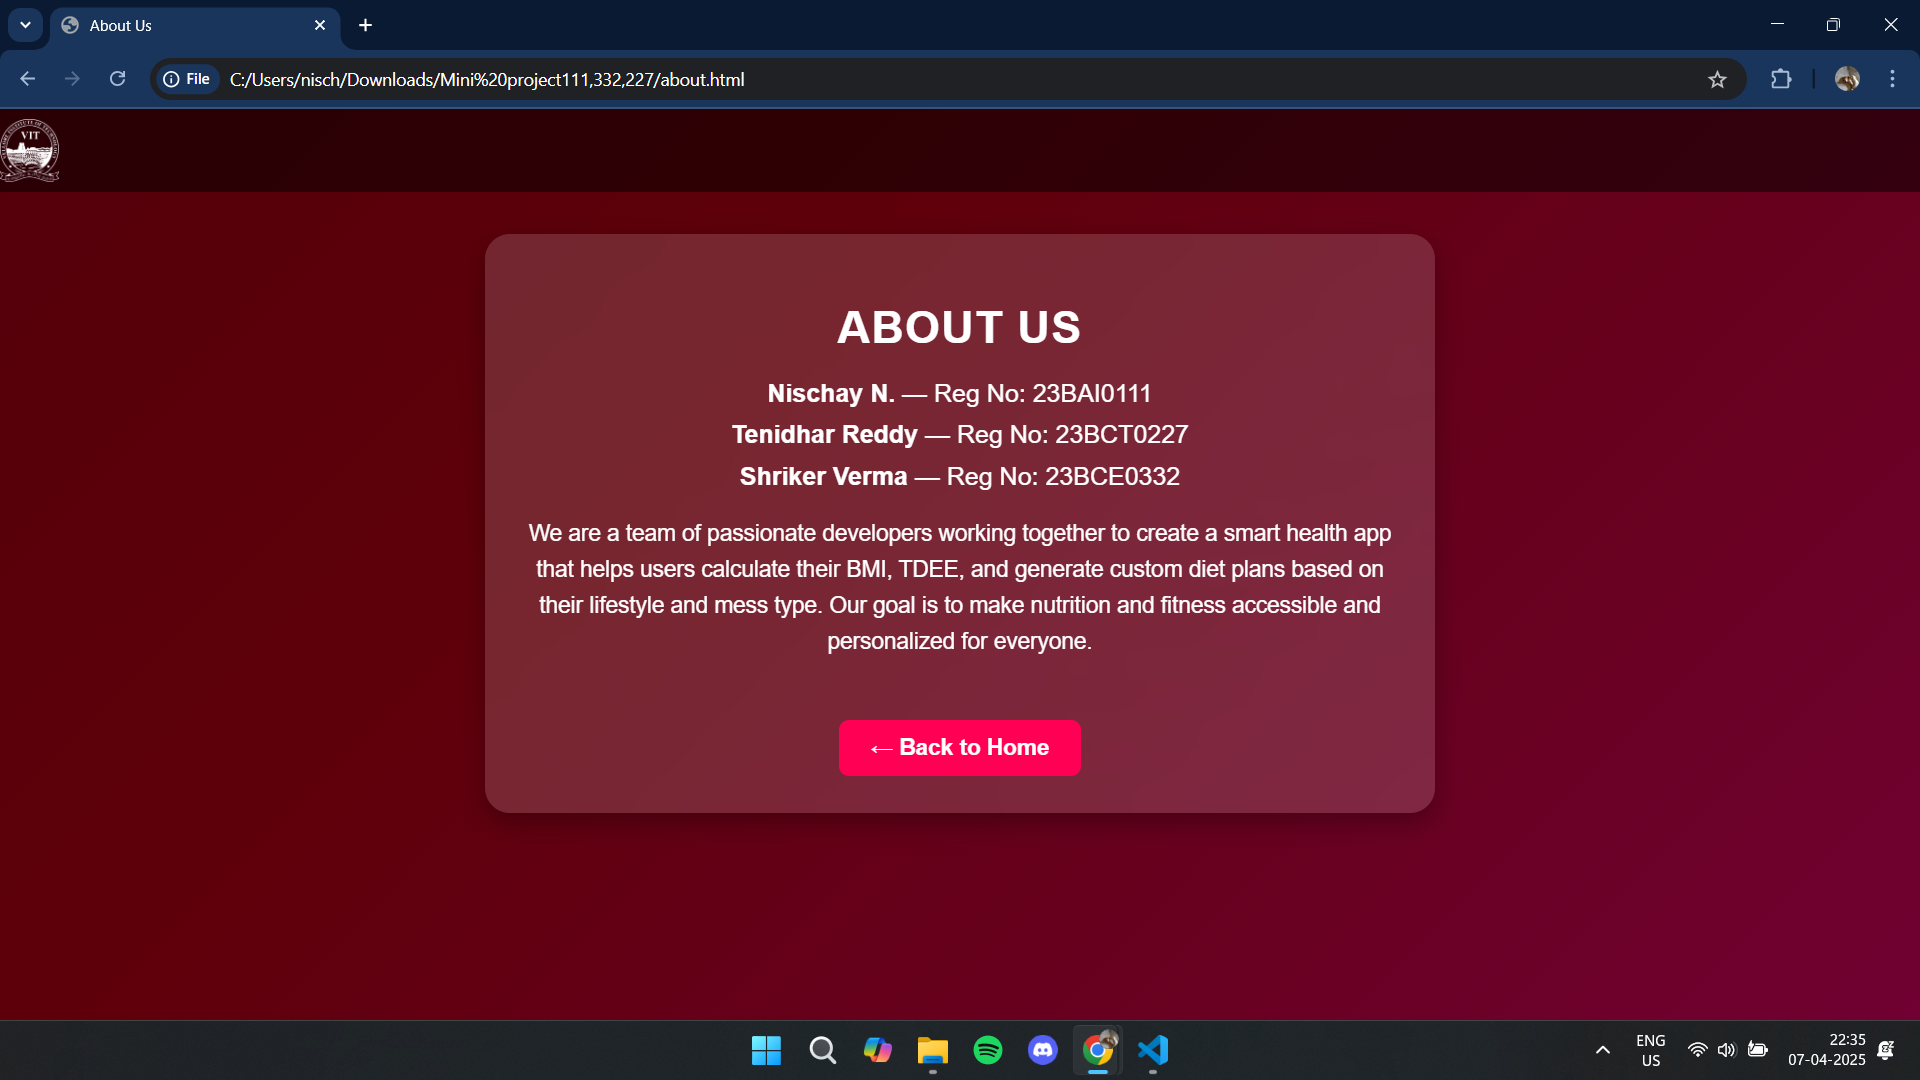 About Us
File
C:/Users/nisch/Downloads/Mini%20project111,332,227/about.html
VIT
ABOUT US
Nischay N. — Reg No: 23BAI0111
Tenidhar Reddy — Reg No: 23BCT0227
Shriker Verma — Reg No: 23BCE0332
We are a team of passionate developers working together to create a smart health app
that helps users calculate their BMI, TDEE, and generate custom diet plans based on
their lifestyle and mess type. Our goal is to make nutrition and fitness accessible and
personalized for everyone.
← Back to Home
ENG
US
22:35
07-04-2025